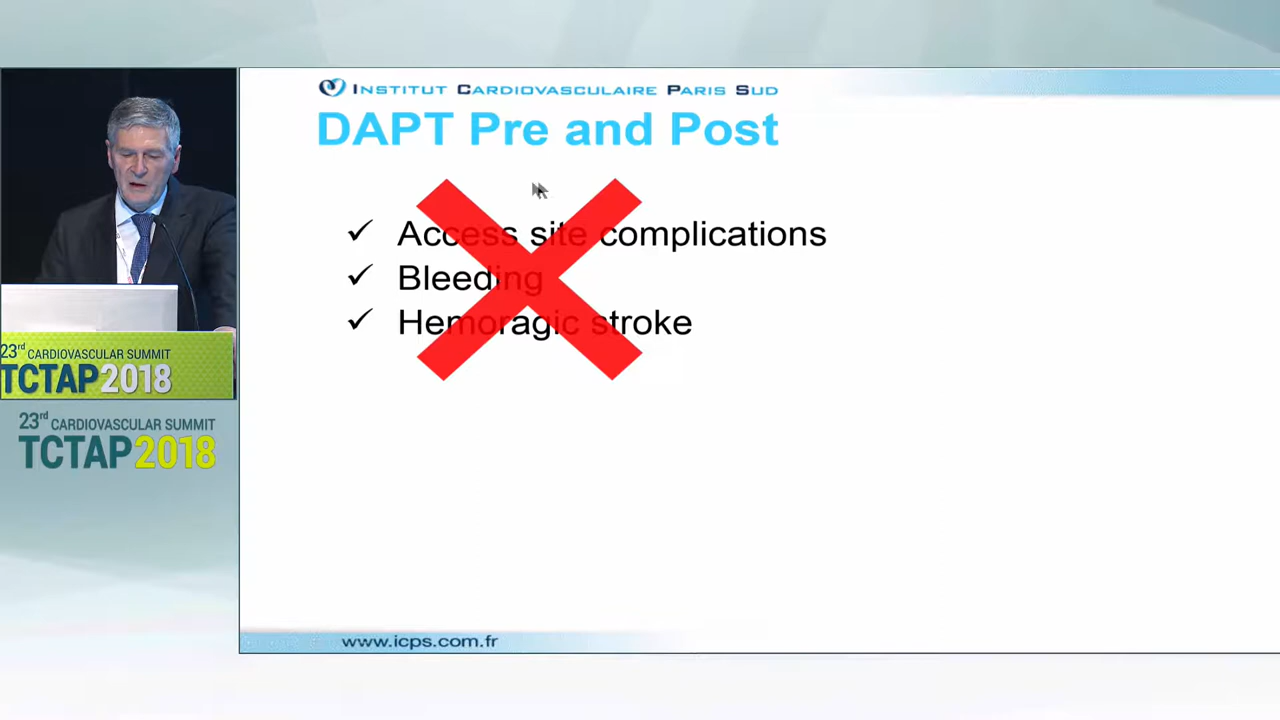 INSTITUT CARDIOVASCULAIRE PARIS SUD
DAPT Pre and Post
✓ Access site complications
✓ Bleeding
✓ Hemoragic stroke
www.icps.com.fr
23rd CARDIOVASCULAR SUMMIT
TCTAP2018
23rd CARDIOVASCULAR SUMMIT
TCTAP2018